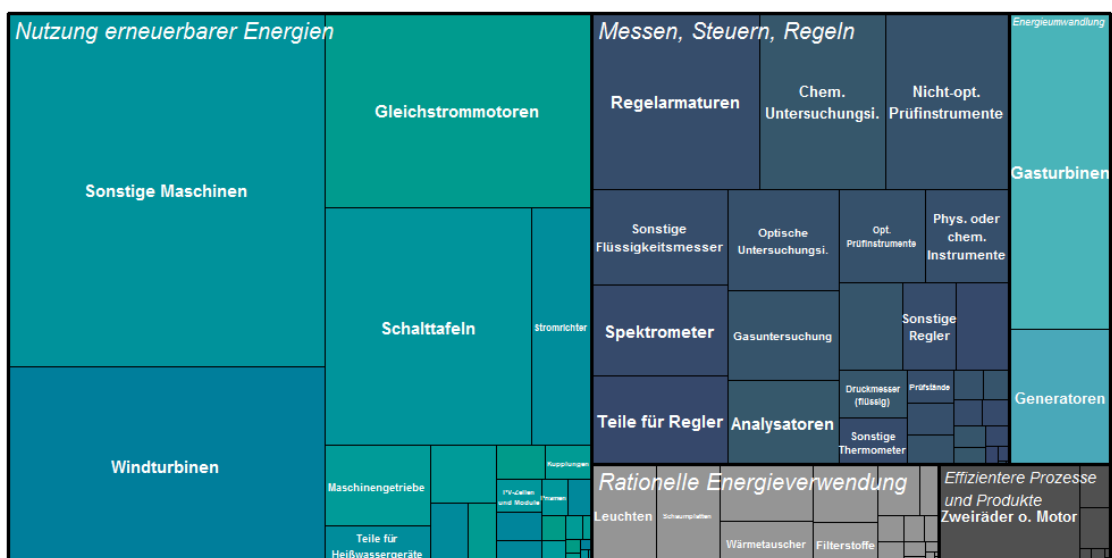 Nutzung erneuerbarer Energien
Sonstige Maschinen
Windturbinen
Gleichstrommotoren
Schalttafeln
Stromrichter
Maschinengetriebe
Teile für
Heißwassergeräte
PV-Zellen
und Module
Kupplungen
Prismen
Messen, Steuern, Regeln
Regelarmaturen
Chem.
Untersuchungsi.
Nicht-opt.
Prüfinstrumente
Sonstige
Flüssigkeitsmesser
Optische
Untersuchungsi.
Opt.
Prüfinstrumente
Phys. oder
chem.
Instrumente
Spektrometer
Gasuntersuchung
Sonstige
Regler
Teile für Regler
Analysatoren
Druckmesser
(flüssig)
Prüfstände
Sonstige
Thermometer
Energieumwandlung
Gasturbinen
Generatoren
Rationelle Energieverwendung
Leuchten
Schaumplatten
Wärmetauscher
Filterstoffe
Effizientere Prozesse
und Produkte
Zweiräder o. Motor